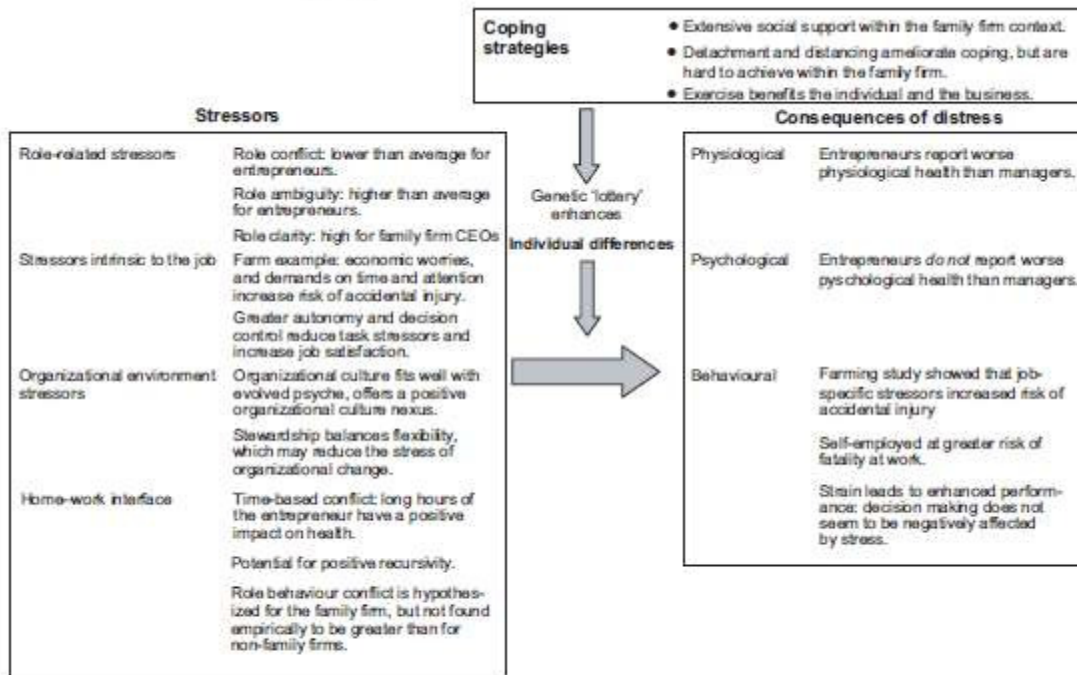 Coping
strategies
● Extensive social support within the family firm context.
● Detachment and distancing ameliorate coping, but are
hard to achieve within the family firm.
● Exercise benefits the individual and the business.
Stressors
Role-related stressors
Role conflict: lower than average for
entrepreneurs.
Role ambiguity: higher than average
for entrepreneurs.
Role clarity: high for family firm CEOs
Stressors intrinsic to the job
Farm example: economic worries,
and demands on time and attention
increase risk of accidental injury.
Greater autonomy and decision
control reduce task stressors and
increase job satisfaction.
Organizational environment
stressors
Organizational culture fits well with
evolved psyche, offers a positive
organizational culture nexus.
Stewardship balances flexibility,
which may reduce the stress of
organizational change.
Home-work interface
Time-based conflict: long hours of
the entrepreneur have a positive
impact on health.
Potential for positive recursivity.
Role behaviour conflict is hypothes-
ized for the family firm, but not found
empirically to be greater than for
non-family firms.
Genetic 'lottery'
enhances
Individual differences
Consequences of distress
Physiological
Entrepreneurs report worse
physiological health than managers.
Psychological
Entrepreneurs do not report worse
pyschological health than managers.
Behavioural
Farming study showed that job-
specific stressors increased risk of
accidental injury
Self-employed at greater risk of
fatality at work.
Strain leads to enhanced perform-
ance: decision making does not
seem to be negatively affected
by stress.